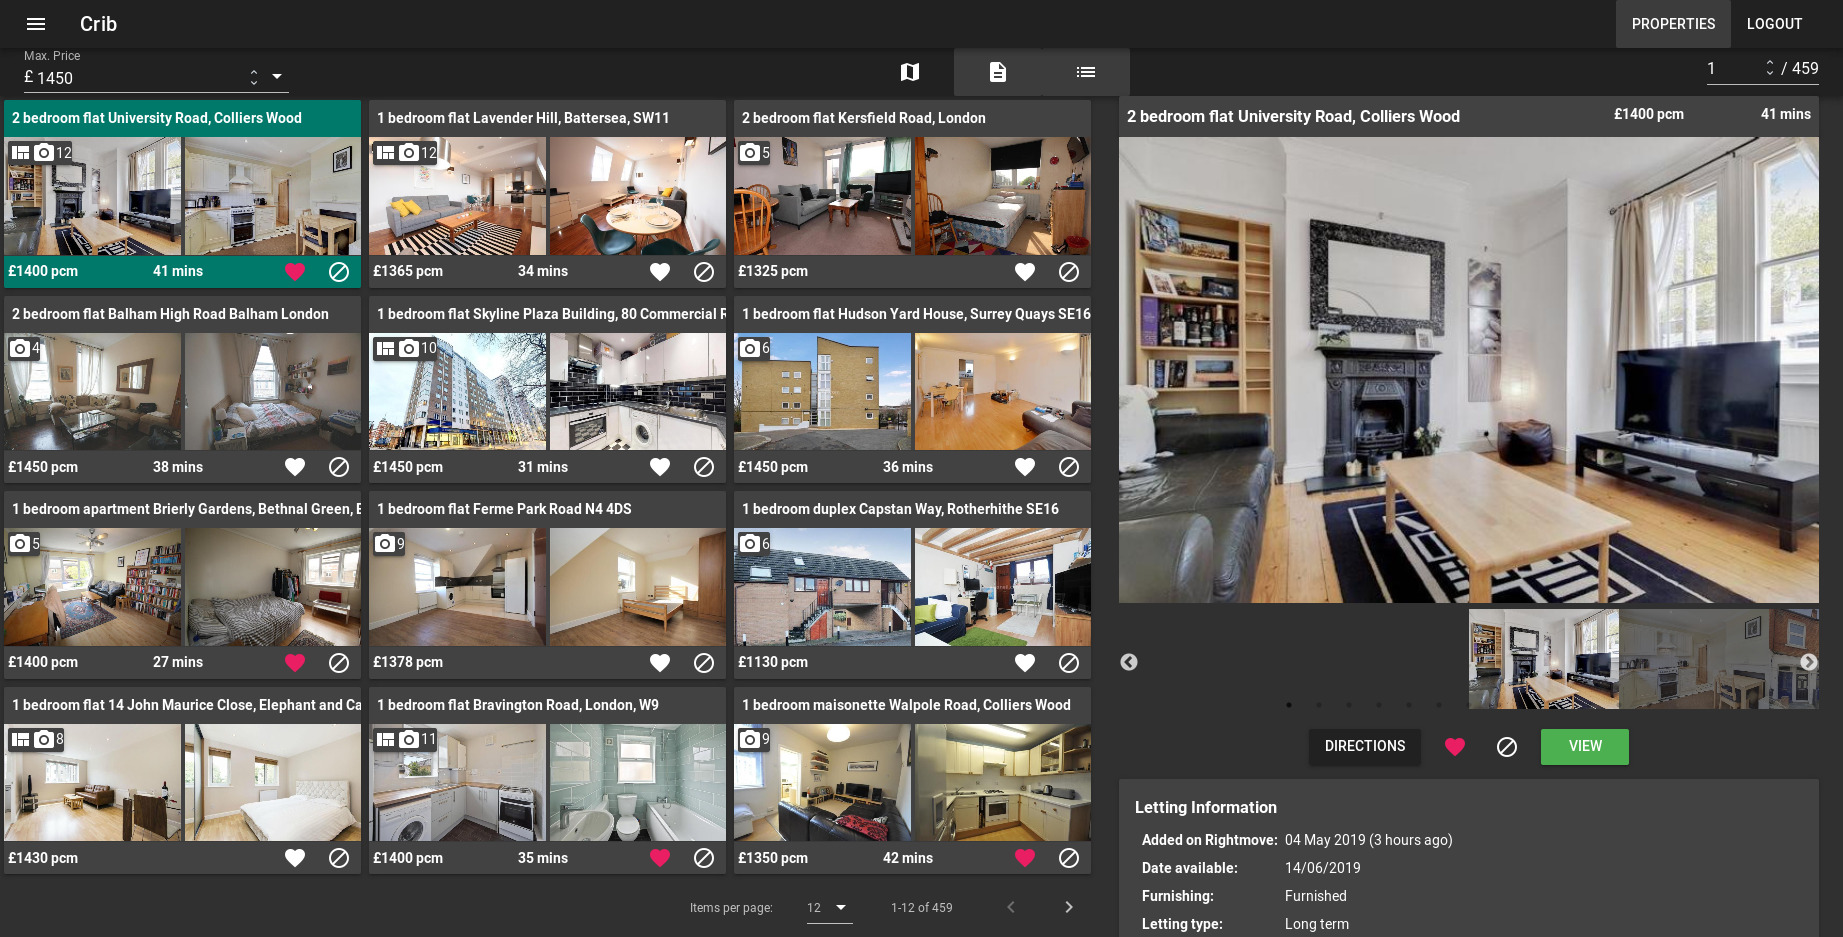 Crib
PROPERTIES
LOGOUT
Max. Price
£ 1450
1 / 459
2 bedroom flat University Road, Colliers Wood
12
£1400 pcm 41 mins
1 bedroom flat Lavender Hill, Battersea, SW11
12
£1365 pcm 34 mins
2 bedroom flat Kersfield Road, London
5
£1325 pcm
2 bedroom flat Balham High Road Balham London
4
£1450 pcm 38 mins
1 bedroom flat Skyline Plaza Building, 80 Commercial R
10
£1450 pcm 31 mins
1 bedroom flat Hudson Yard House, Surrey Quays SE16
6
£1450 pcm 36 mins
1 bedroom apartment Brierly Gardens, Bethnal Green, E
5
£1400 pcm 27 mins
1 bedroom flat Ferme Park Road N4 4DS
9
£1378 pcm
1 bedroom duplex Capstan Way, Rotherhithe SE16
6
£1130 pcm
1 bedroom flat 14 John Maurice Close, Elephant and Ca
8
£1430 pcm
1 bedroom flat Bravington Road, London, W9
11
£1400 pcm 35 mins
1 bedroom maisonette Walpole Road, Colliers Wood
9
£1350 pcm 42 mins
Items per page: 12 1-12 of 459
2 bedroom flat University Road, Colliers Wood £1400 pcm 41 mins
DIRECTIONS
VIEW
Letting Information
Added on Rightmove: 04 May 2019 (3 hours ago)
Date available: 14/06/2019
Furnishing: Furnished
Letting type: Long term